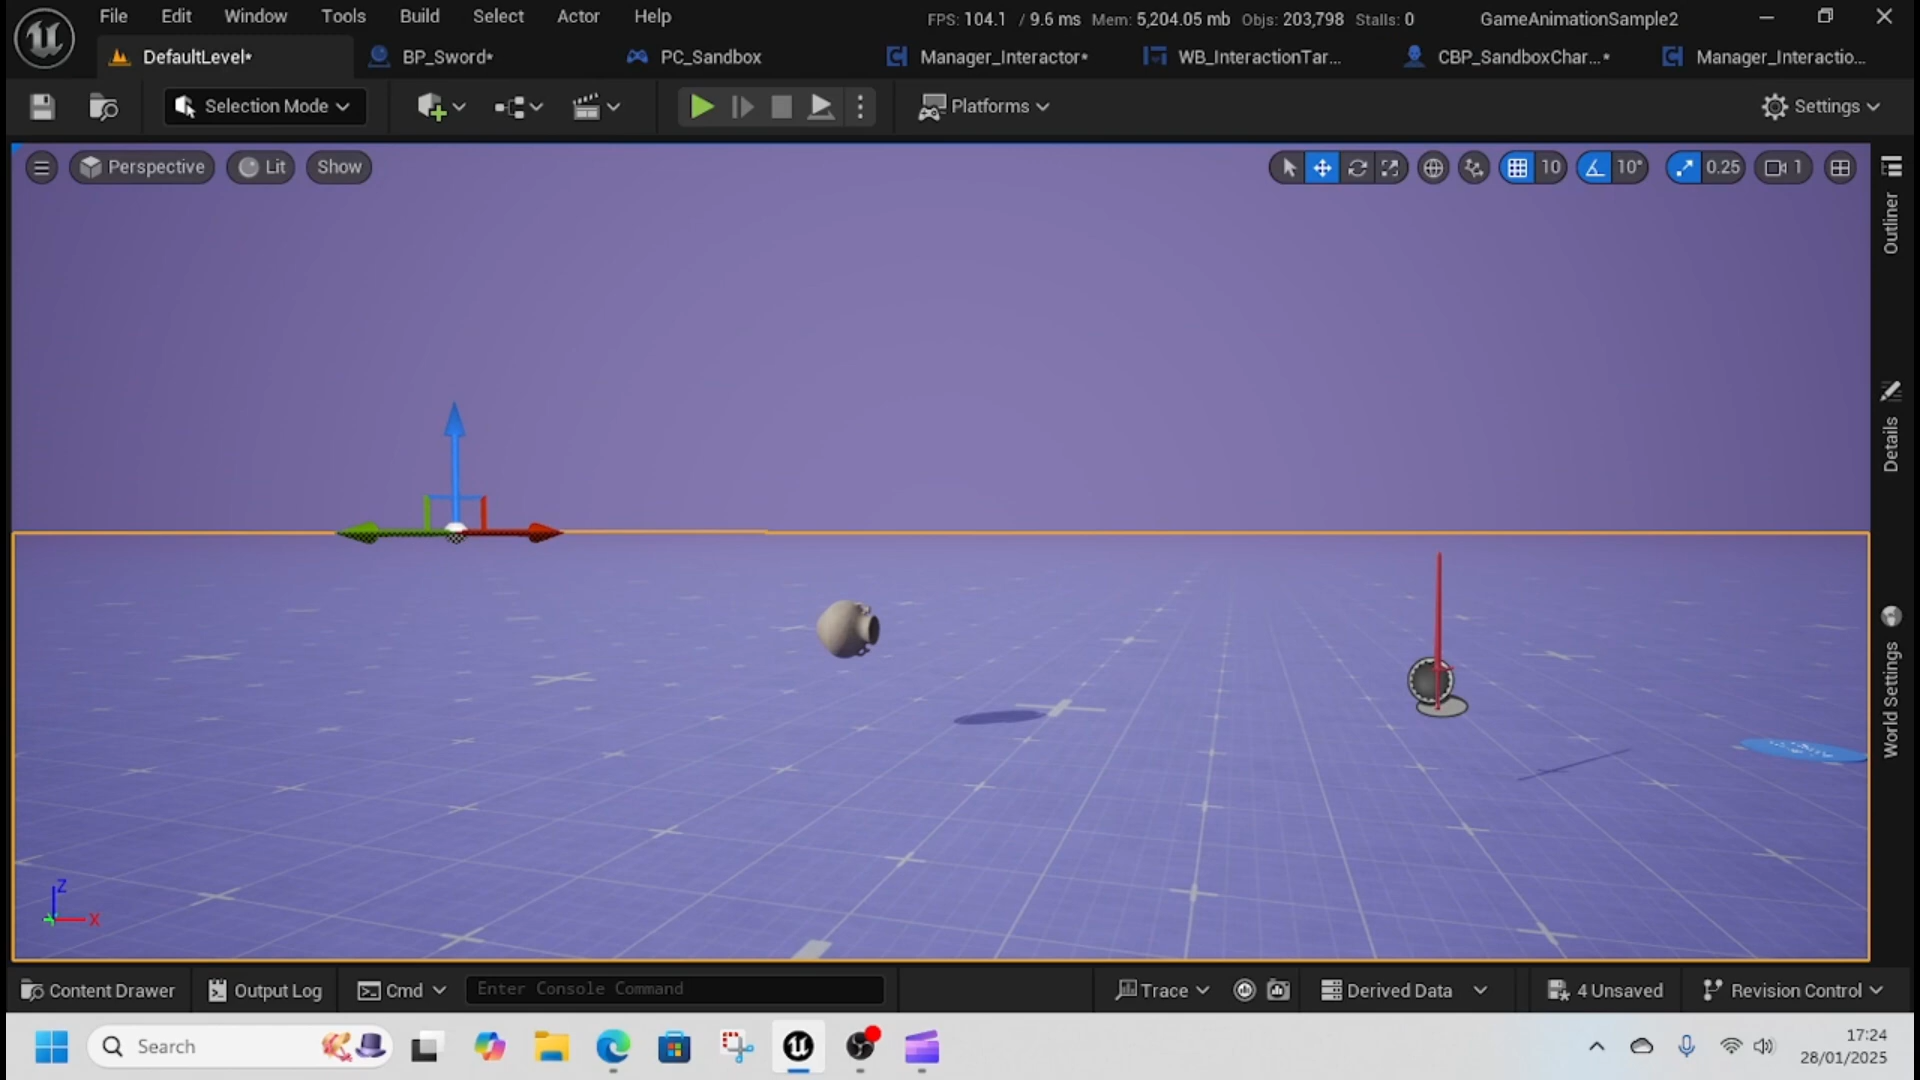 File Edit Window Tools Build Select Actor Help
FPS: 104.1 / 9.6 ms Mem: 5,204.05 mb Objs: 203,798 Stalls: 0
GameAnimationSample2
DefaultLevel* BP_Sword* PC_Sandbox Manager_Interactor* WB_InteractionTar... CBP_SandboxChar...* Manager_Interactio...
Selection Mode Platforms Settings
Perspective Lit Show 10 10° 0.25 1
Outliner
Details
World Settings
Z
X
Content Drawer Output Log Cmd Enter Console Command Trace Derived Data 4 Unsaved Revision Control
Search
17:24
28/01/2025